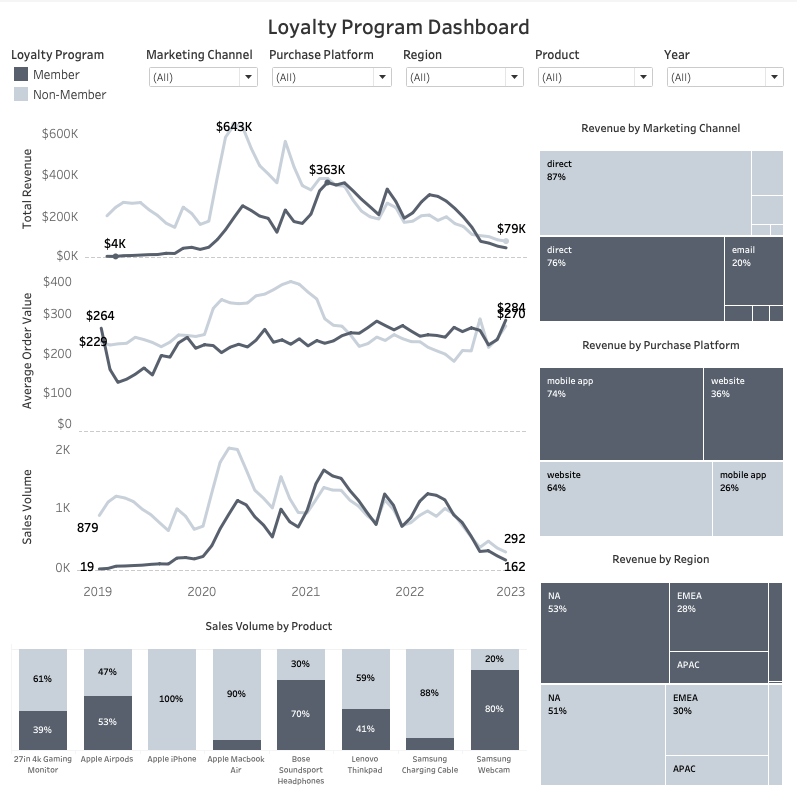 Loyalty Program Dashboard
Loyalty Program
Member
Non-Member
Marketing Channel
(All)
Purchase Platform
(All)
Region
(All)
Product
(All)
Year
(All)
Total Revenue
$600K
$400K
$200K
$0K
$643K
$363K
$4K
$79K
Average Order Value
$400
$300
$200
$100
$0
$264
$229
$284
$270
Sales Volume
2K
1K
0K
879
19
292
162
2019
2020
2021
2022
2023
Sales Volume by Product
61%
39%
47%
53%
100%
90%
30%
70%
59%
41%
88%
20%
80%
27in 4k Gaming
Monitor
Apple Airpods
Apple iPhone
Apple Macbook
Air
Bose
Soundsport
Headphones
Lenovo
Thinkpad
Samsung
Charging Cable
Samsung
Webcam
Revenue by Marketing Channel
direct
87%
direct
76%
email
20%
Revenue by Purchase Platform
mobile app
74%
website
36%
website
64%
mobile app
26%
Revenue by Region
NA
53%
EMEA
28%
APAC
NA
51%
EMEA
30%
APAC